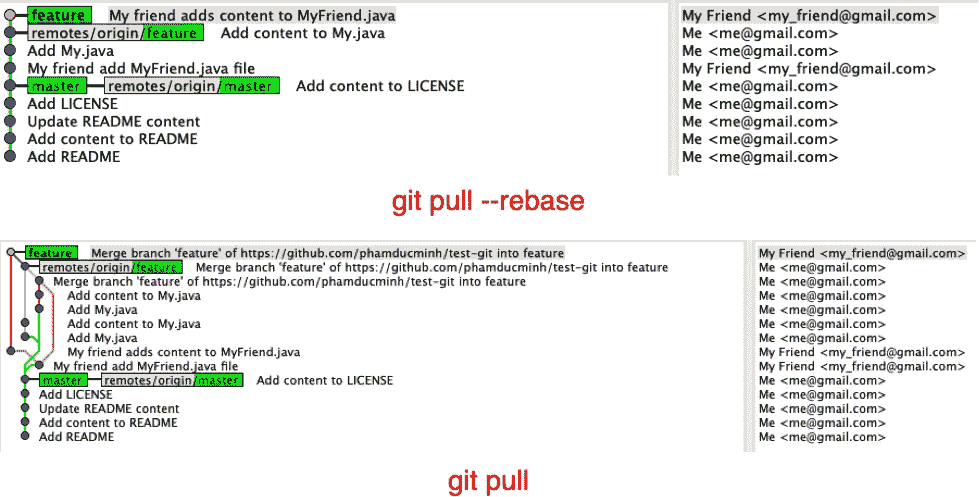 feature My friend adds content to MyFriend.java My Friend <my_friend@gmail.com>
remotes/origin/feature Add content to My.java Me <me@gmail.com>
Add My.java Me <me@gmail.com>
My friend add MyFriend.java file My Friend <my_friend@gmail.com>
master remotes/origin/master Add content to LICENSE Me <me@gmail.com>
Add LICENSE Me <me@gmail.com>
Update README content Me <me@gmail.com>
Add content to README Me <me@gmail.com>
Add README Me <me@gmail.com>
git pull --rebase
feature Merge branch 'feature' of https://github.com/phamducminh/test-git into feature My Friend <my_friend@gmail.com>
remotes/origin/feature Merge branch 'feature' of https://github.com/phamducminh/test-git into feature Me <me@gmail.com>
Merge branch 'feature' of https://github.com/phamducminh/test-git into feature Me <me@gmail.com>
Add content to My.java Me <me@gmail.com>
Add My.java Me <me@gmail.com>
Add content to My.java Me <me@gmail.com>
Add My.java Me <me@gmail.com>
My friend adds content to MyFriend.java My Friend <my_friend@gmail.com>
My friend add MyFriend.java file My Friend <my_friend@gmail.com>
master remotes/origin/master Add content to LICENSE Me <me@gmail.com>
Add LICENSE Me <me@gmail.com>
Update README content Me <me@gmail.com>
Add content to README Me <me@gmail.com>
Add README Me <me@gmail.com>
git pull